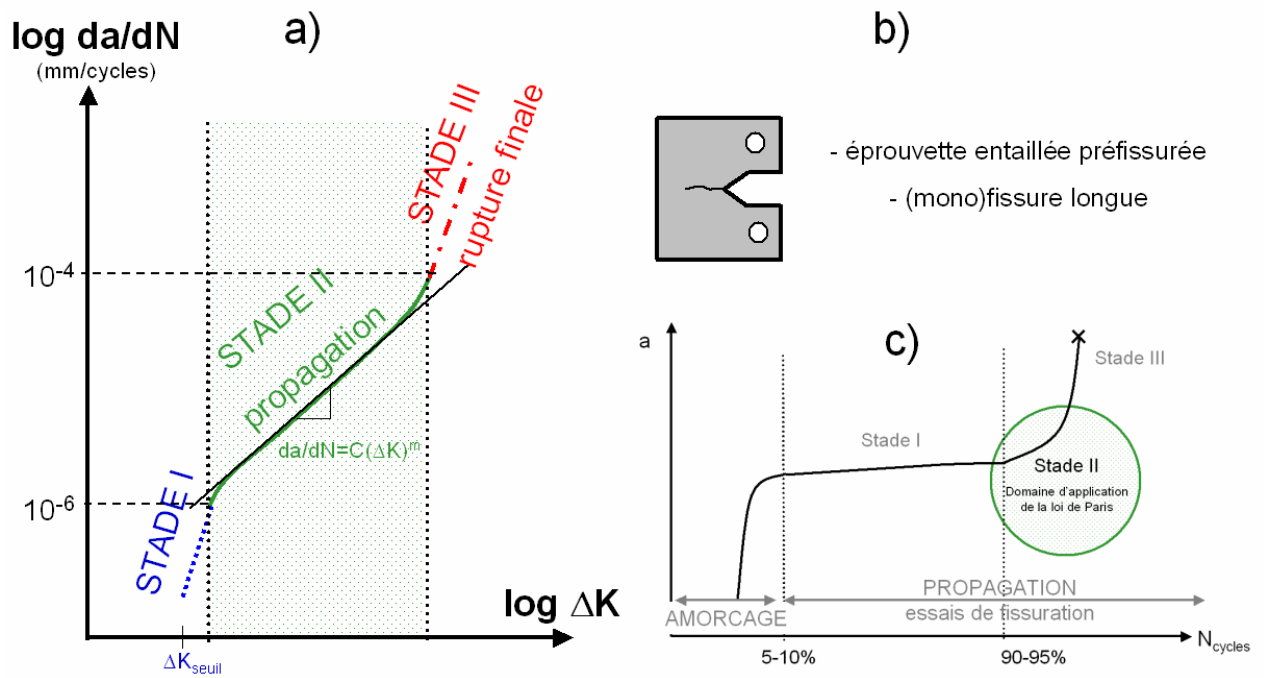 a)
log da/dN
(mm/cycles)
STADE III
rupture finale
10⁻⁴
STADE II
propagation
da/dN=C(ΔK)ᵐ
10⁻⁶
STADE I
log ΔK
ΔKseuil
b)
- éprouvette entaillée préfissurée
- (mono)fissure longue
c)
a
Stade III
Stade I
Stade II
Domaine d'application
de la loi de Paris
AMORCAGE
PROPAGATION
essais de fissuration
Ncycles
5-10%
90-95%